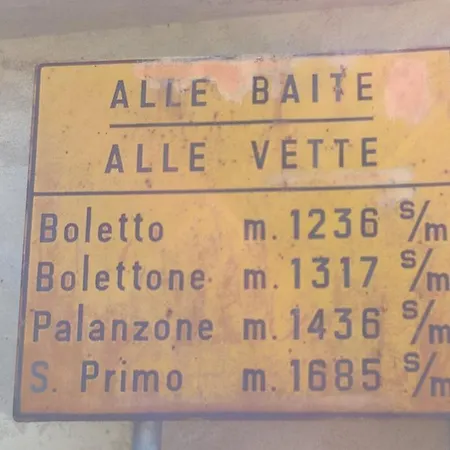 ALLE BAITE
ALLE VETTE
Boletto m. 1236 s/m
Bolettone m. 1317 s/m
Palanzone m. 1436 s/m
S. Primo m. 1685 s/m